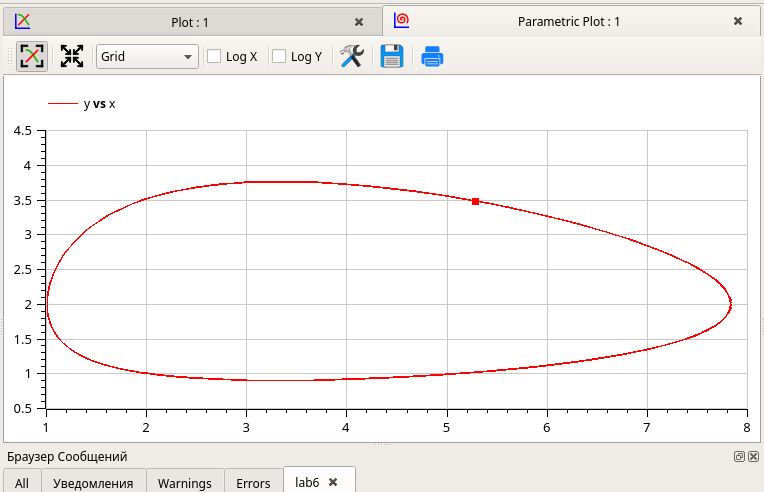 Plot : 1
Parametric Plot : 1
Grid Log X Log Y
y vs x
4.5
4
3.5
3
2.5
2
1.5
1
0.5
1 2 3 4 5 6 7 8
Браузер Сообщений
All Уведомления Warnings Errors lab6